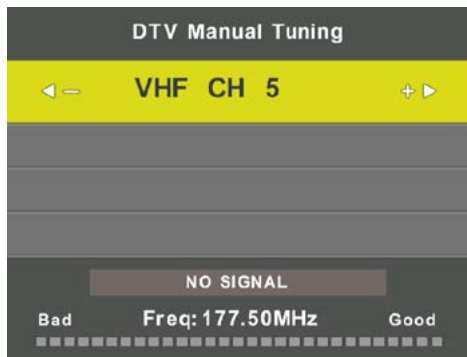 DTV Manual Tuning
VHF CH 5
NO SIGNAL
Bad Freq: 177.50MHz Good